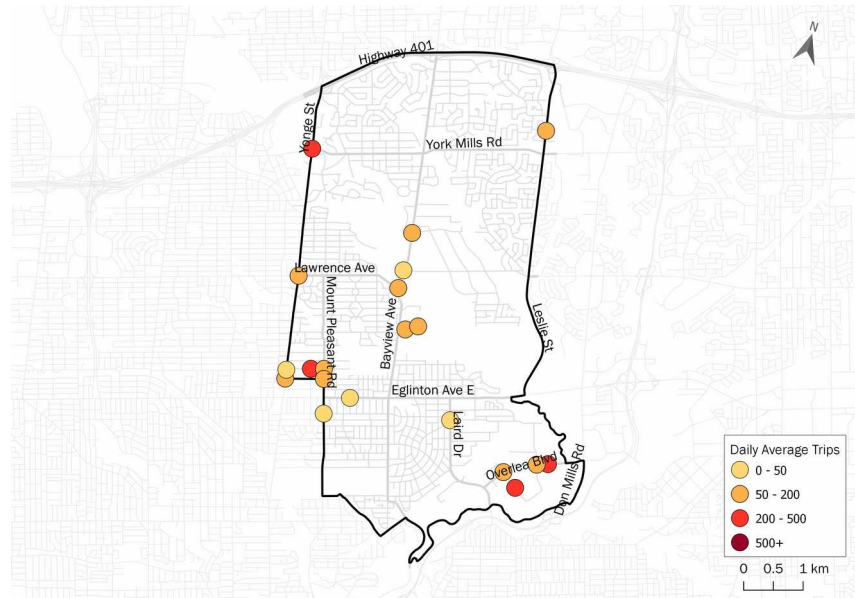 N
Highway 401
Yonge St
York Mills Rd
Lawrence Ave
Mount Pleasant Rd
Bayview Ave
Leslie St
Eglinton Ave E
Laird Dr
Overlea Blvd
Don Mills Rd
Daily Average Trips
0 - 50
50 - 200
200 - 500
500+
0 0.5 1 km